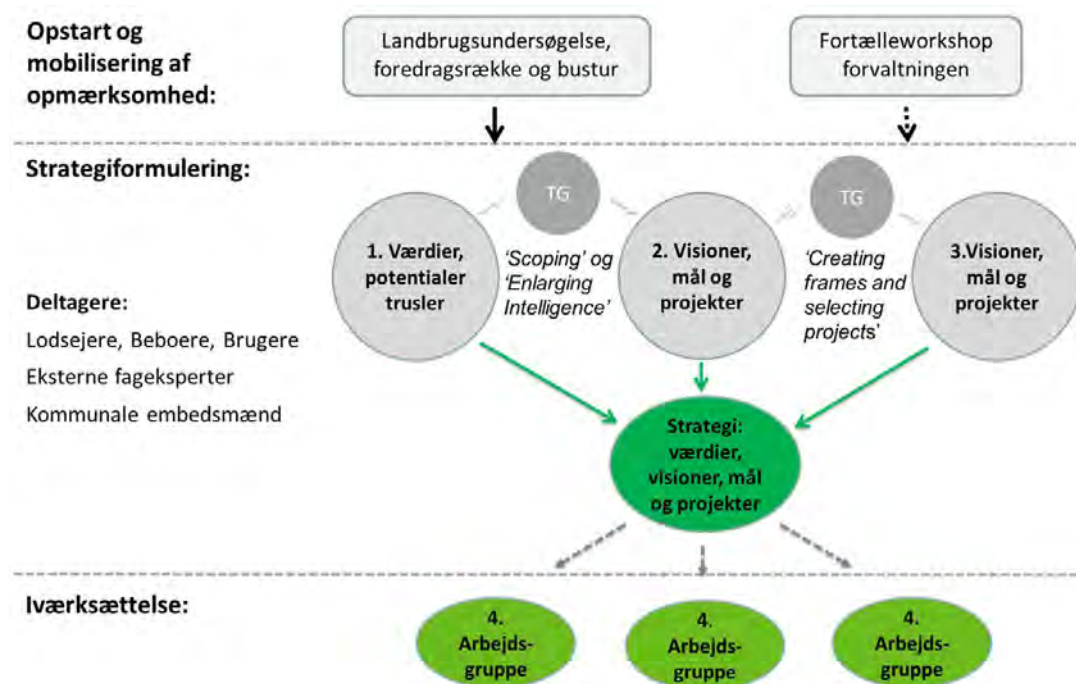 Opstart og
mobilisering af
opmærksomhed:
Landbrugsundersøgelse,
foredragsrække og bustur
Fortælleworkshop
forvaltningen
Strategiformulering:
TG
TG
1. Værdier,
potentialer
trusler
'Scoping' og
'Enlarging
Intelligence'
2. Visioner,
mål og
projekter
'Creating
frames and
selecting
projects'
3.Visioner,
mål og
projekter
Deltagere:
Lodsejere, Beboere, Brugere
Eksterne fageksperter
Kommunale embedsmænd
Strategi:
værdier,
visioner, mål
og projekter
Iværksættelse:
4.
Arbejds-
gruppe
4.
Arbejds-
gruppe
4.
Arbejds-
gruppe